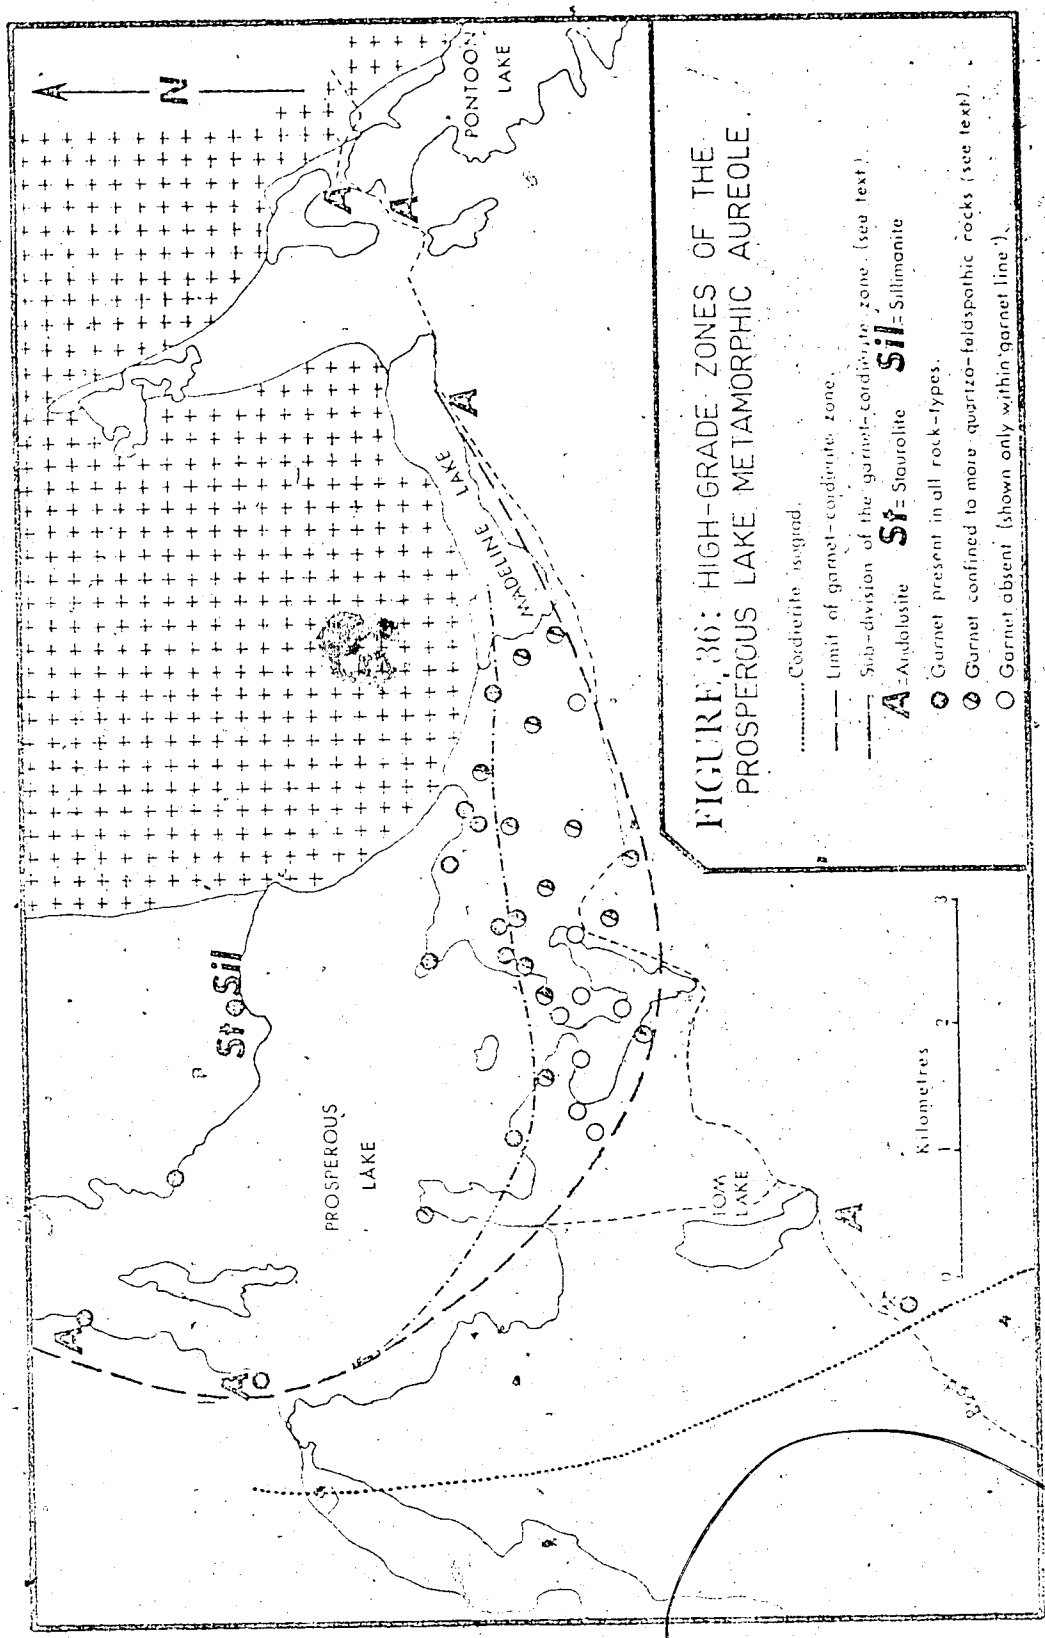 FIGURE 36: HIGH-GRADE ZONES OF THE
PROSPEROUS LAKE METAMORPHIC AUREOLE.
Cordierite isograd.
Limit of garnet-cordierite zone.
Sub-division of the garnet-cordierite zone (see text).
A = Andalusite St = Staurolite Sil = Sillimanite
Garnet present in all rock-types.
Garnet confined to more quartzo-feldspathic rocks (see text).
Garnet absent (shown only within 'garnet line').
N
PONTOON
LAKE
A
A
A
MADELINE LAKE
St Sil
PROSPEROUS
LAKE
A
A
TOM
LAKE
A
Kilometres
0 1 2 3